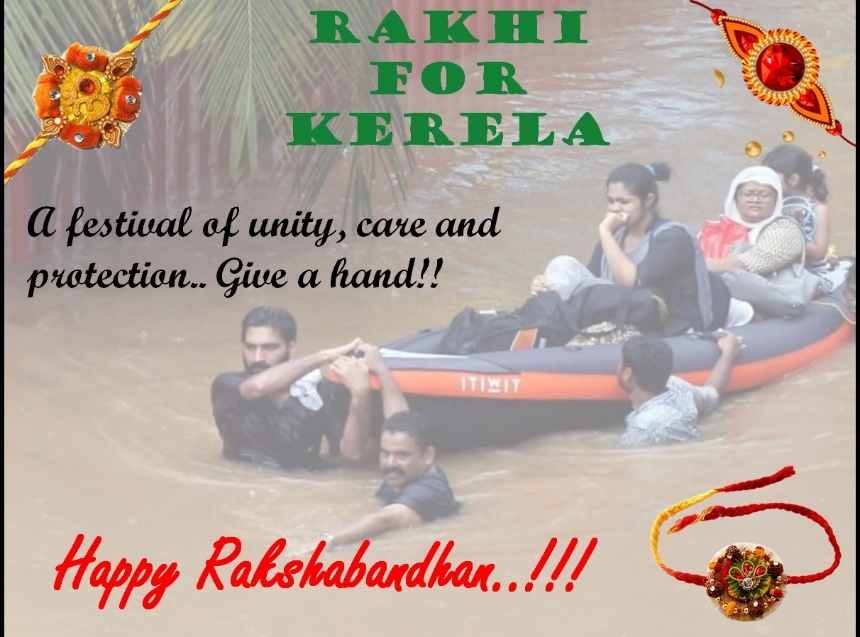 RAKHI
FOR
KERELA
A festival of unity, care and
protection.. Give a hand!!
ITIWIT
Happy Rakshabandhan..!!!